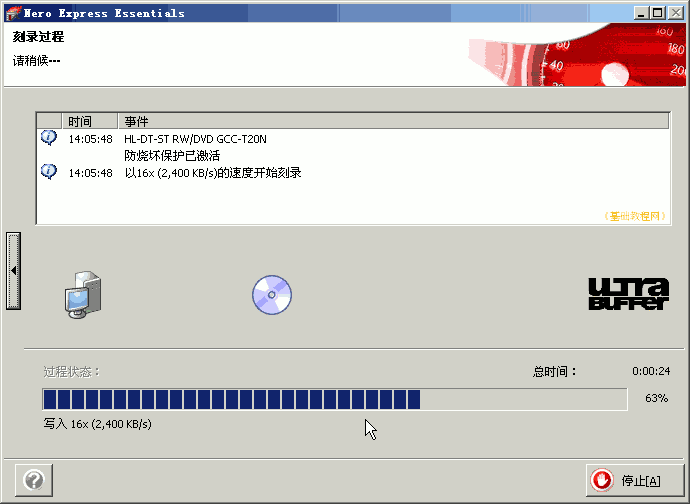 Nero Express Essentials
刻录过程
请稍候---
时间 事件
14:05:48 HL-DT-ST RW/DVD GCC-T20N
防烧坏保护已激活
14:05:48 以16x (2,400 KB/s)的速度开始刻录
(基础教程网)
ULTRA
BUFFER
过程状态: 总时间: 0:00:24
63%
写入 16x (2,400 KB/s)
停止[A]
60
40
20
160
180
200